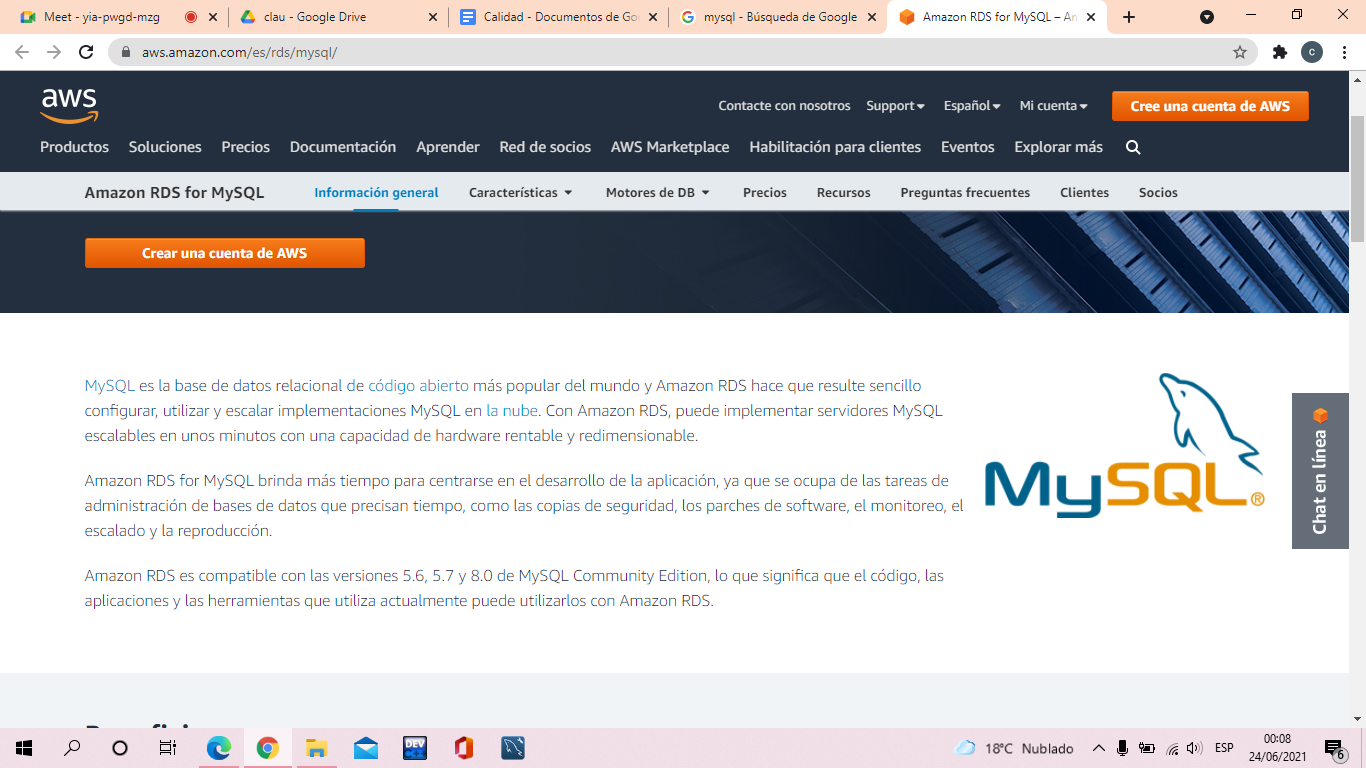 Meet - yia-pwgd-mzg
clau - Google Drive
Calidad - Documentos de Go
mysql - Búsqueda de Google
Amazon RDS for MySQL – An
aws.amazon.com/es/rds/mysql/
c
aws
Contacte con nosotros Support Español Mi cuenta Cree una cuenta de AWS
Productos Soluciones Precios Documentación Aprender Red de socios AWS Marketplace Habilitación para clientes Eventos Explorar más
Amazon RDS for MySQL Información general Características Motores de DB Precios Recursos Preguntas frecuentes Clientes Socios
Crear una cuenta de AWS
MySQL es la base de datos relacional de código abierto más popular del mundo y Amazon RDS hace que resulte sencillo
configurar, utilizar y escalar implementaciones MySQL en la nube. Con Amazon RDS, puede implementar servidores MySQL
escalables en unos minutos con una capacidad de hardware rentable y redimensionable.
Amazon RDS for MySQL brinda más tiempo para centrarse en el desarrollo de la aplicación, ya que se ocupa de las tareas de
administración de bases de datos que precisan tiempo, como las copias de seguridad, los parches de software, el monitoreo, el
escalado y la reproducción.
Amazon RDS es compatible con las versiones 5.6, 5.7 y 8.0 de MySQL Community Edition, lo que significa que el código, las
aplicaciones y las herramientas que utiliza actualmente puede utilizarlos con Amazon RDS.
MySQL®
Chat en línea
DEV
18°C Nublado
ESP
00:08
24/06/2021
6